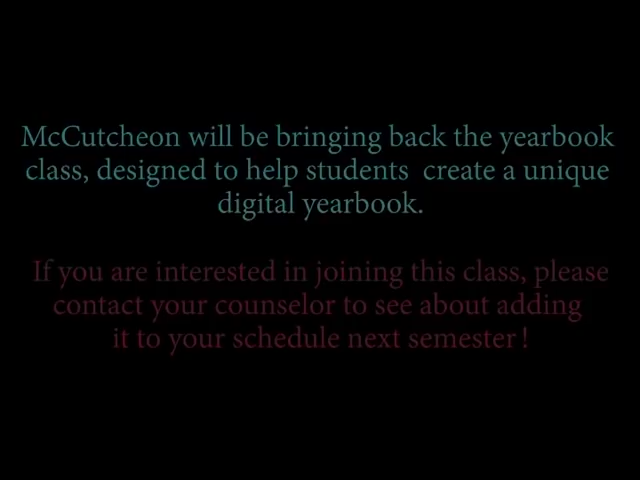 McCutcheon will be bringing back the yearbook
class, designed to help students  create a unique
digital yearbook.
If you are interested in joining this class, please
contact your counselor to see about adding
it to your schedule next semester !